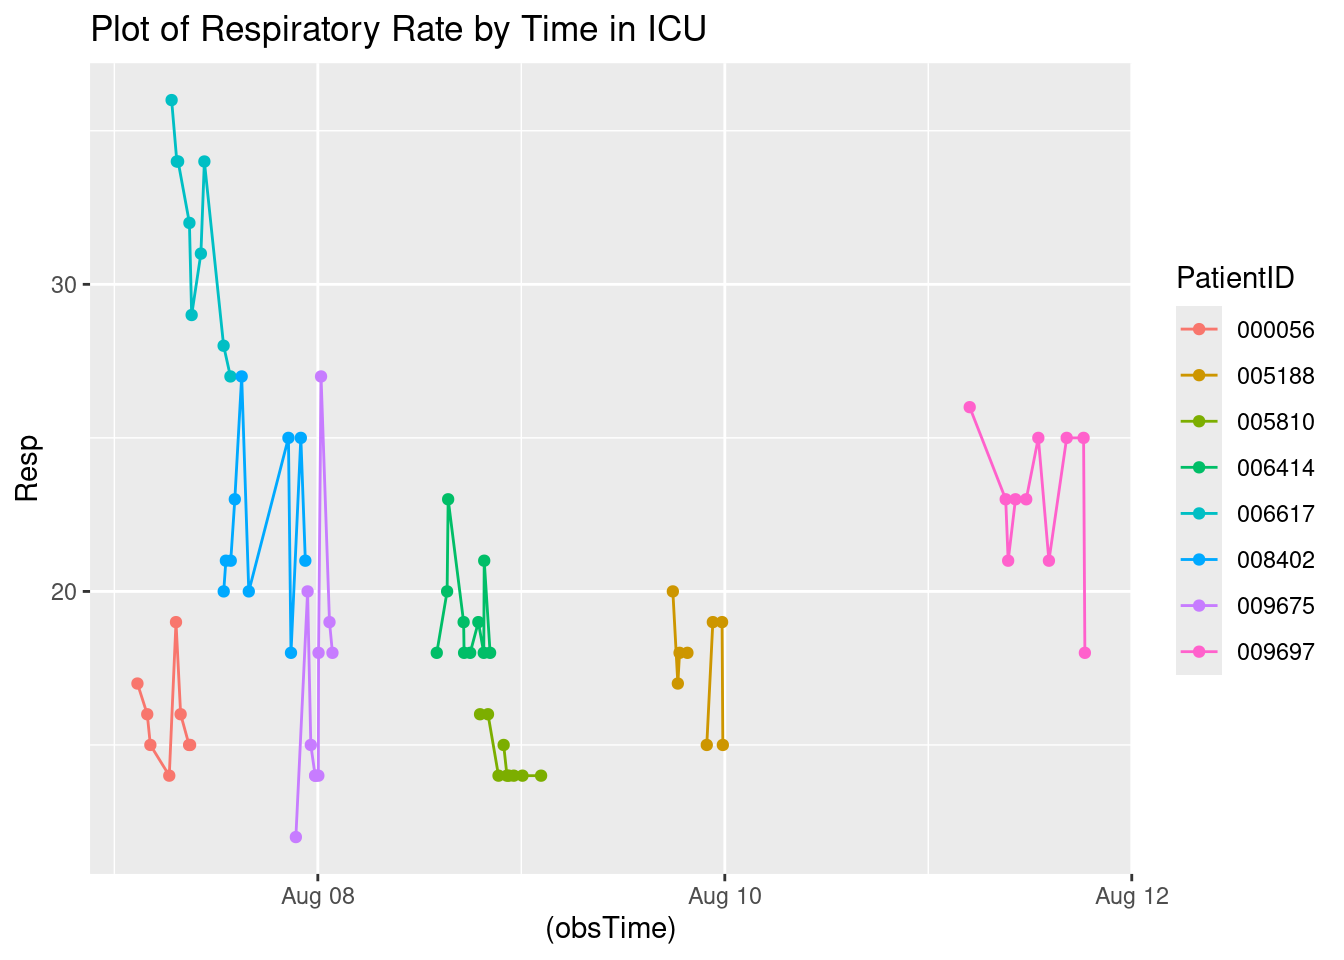 Plot of Respiratory Rate by Time in ICU
Resp
30
20
Aug 08
Aug 10
Aug 12
(obsTime)
PatientID
000056
005188
005810
006414
006617
008402
009675
009697